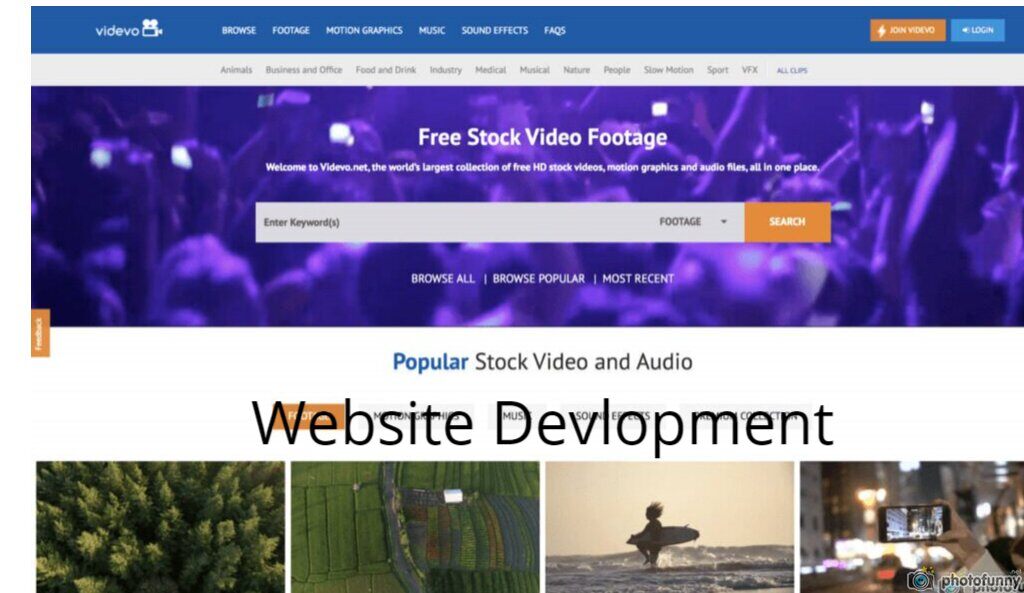 videvo
BROWSE FOOTAGE MOTION GRAPHICS MUSIC SOUND EFFECTS FAQS
JOIN VIDEVO LOGIN
Animals Business and Office Food and Drink Industry Medical Musical Nature People Slow Motion Sport VFX ALL CLIPS
Free Stock Video Footage
Welcome to Videvo.net, the world's largest collection of free HD stock videos, motion graphics and audio files, all in one place.
Enter Keyword(s) FOOTAGE SEARCH
BROWSE ALL | BROWSE POPULAR | MOST RECENT
Feedback
Popular Stock Video and Audio
FOOTAGE MOTION GRAPHICS MUSIC SOUND EFFECTS PREMIUM COLLECTION
Website Devlopment
photofunny.net